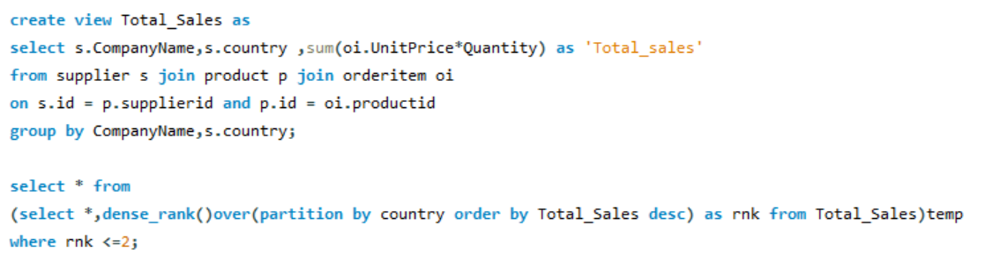 create view Total_Sales as
select s.CompanyName,s.country ,sum(oi.UnitPrice*Quantity) as 'Total_sales'
from supplier s join product p join orderitem oi
on s.id = p.supplierid and p.id = oi.productid
group by CompanyName,s.country;
select * from
(select *,dense_rank()over(partition by country order by Total_Sales desc) as rnk from Total_Sales)temp
where rnk <=2;